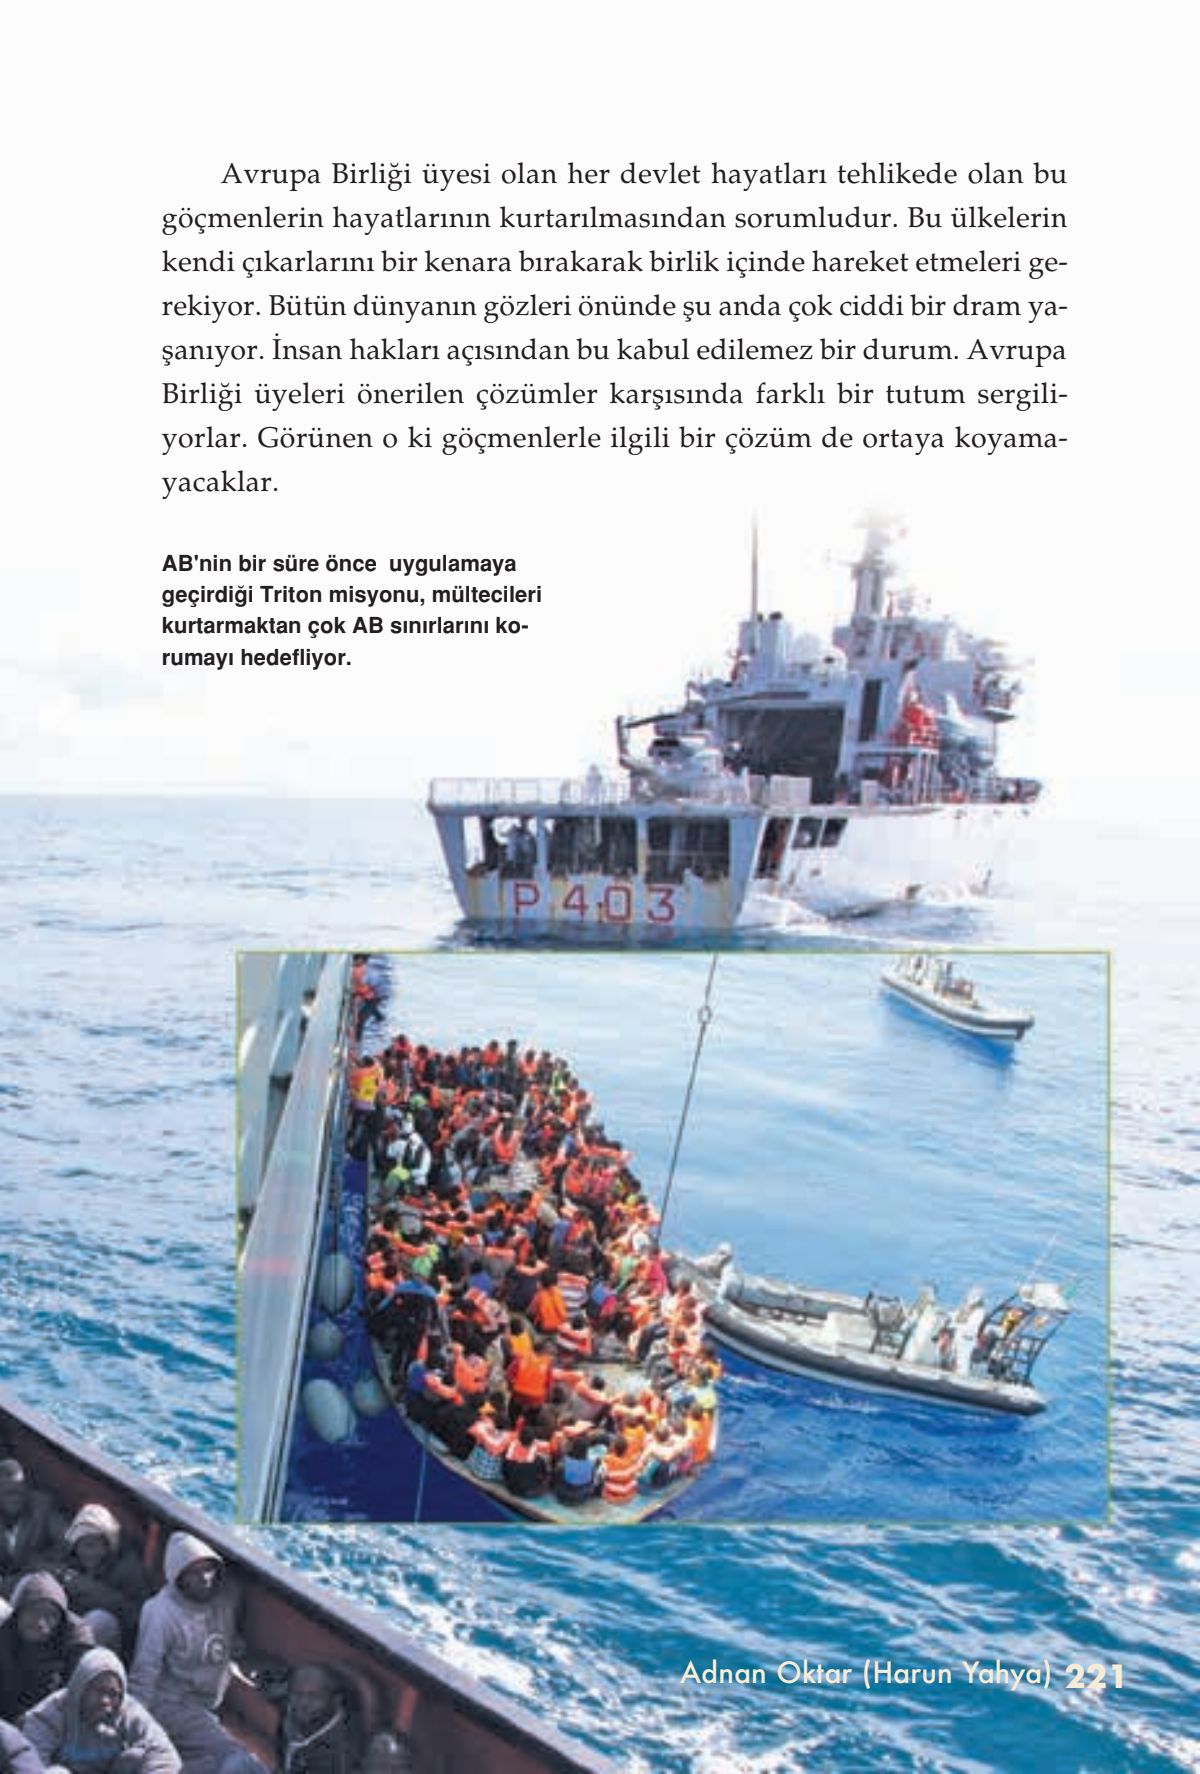 Avrupa Birliği üyesi olan her devlet hayatları tehlikede olan bu
göçmenlerin hayatlarının kurtarılmasından sorumludur. Bu ülkelerin
kendi çıkarlarını bir kenara bırakarak birlik içinde hareket etmeleri ge-
rekiyor. Bütün dünyanın gözleri önünde şu anda çok ciddi bir dram ya-
şanıyor. İnsan hakları açısından bu kabul edilemez bir durum. Avrupa
Birliği üyeleri önerilen çözümler karşısında farklı bir tutum sergili-
yorlar. Görünen o ki göçmenlerle ilgili bir çözüm de ortaya koyama-
yacaklar.
AB'nin bir süre önce  uygulamaya
geçirdiği Triton misyonu, mültecileri
kurtarmaktan çok AB sınırlarını ko-
rumayı hedefliyor.
P 403
Adnan Oktar (Harun Yahya) 221